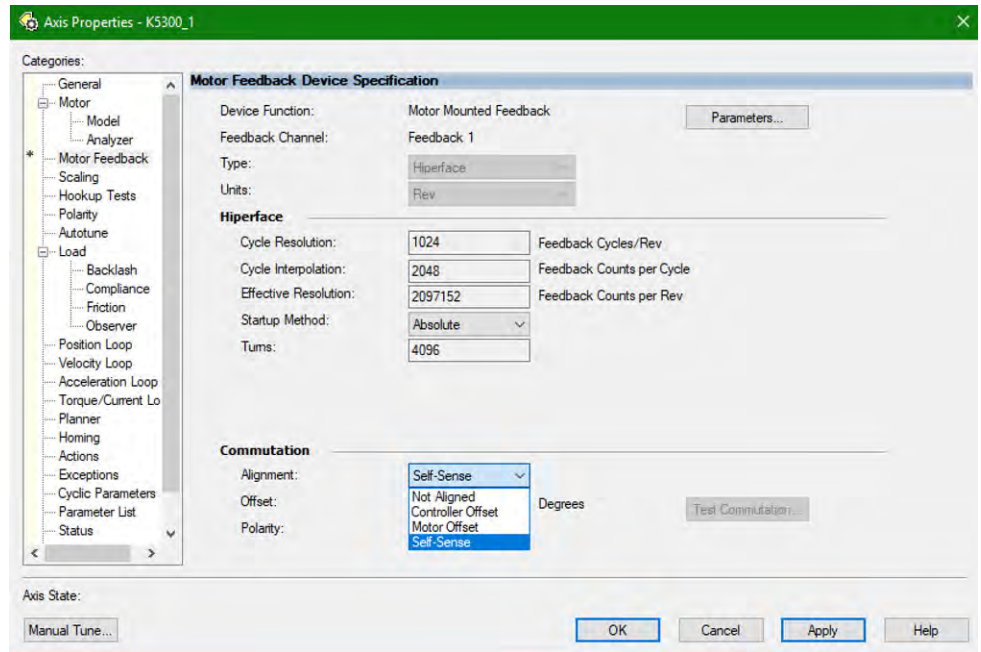 Axis Properties - K5300_1
Categories:
General
Motor
Model
Analyzer
* Motor Feedback
Scaling
Hookup Tests
Polarity
Autotune
Load
Backlash
Compliance
Friction
Observer
Position Loop
Velocity Loop
Acceleration Loop
Torque/Current Lo
Planner
Homing
Actions
Exceptions
Cyclic Parameters
Parameter List
Status
Motor Feedback Device Specification
Device Function: Motor Mounted Feedback Parameters...
Feedback Channel: Feedback 1
Type: Hiperface
Units: Rev
Hiperface
Cycle Resolution: 1024 Feedback Cycles/Rev
Cycle Interpolation: 2048 Feedback Counts per Cycle
Effective Resolution: 2097152 Feedback Counts per Rev
Startup Method: Absolute
Turns: 4096
Commutation
Alignment: Self-Sense
Not Aligned
Offset: Controller Offset Degrees Test Commutation...
Polarity: Motor Offset
Self-Sense
Axis State:
Manual Tune... OK Cancel Apply Help